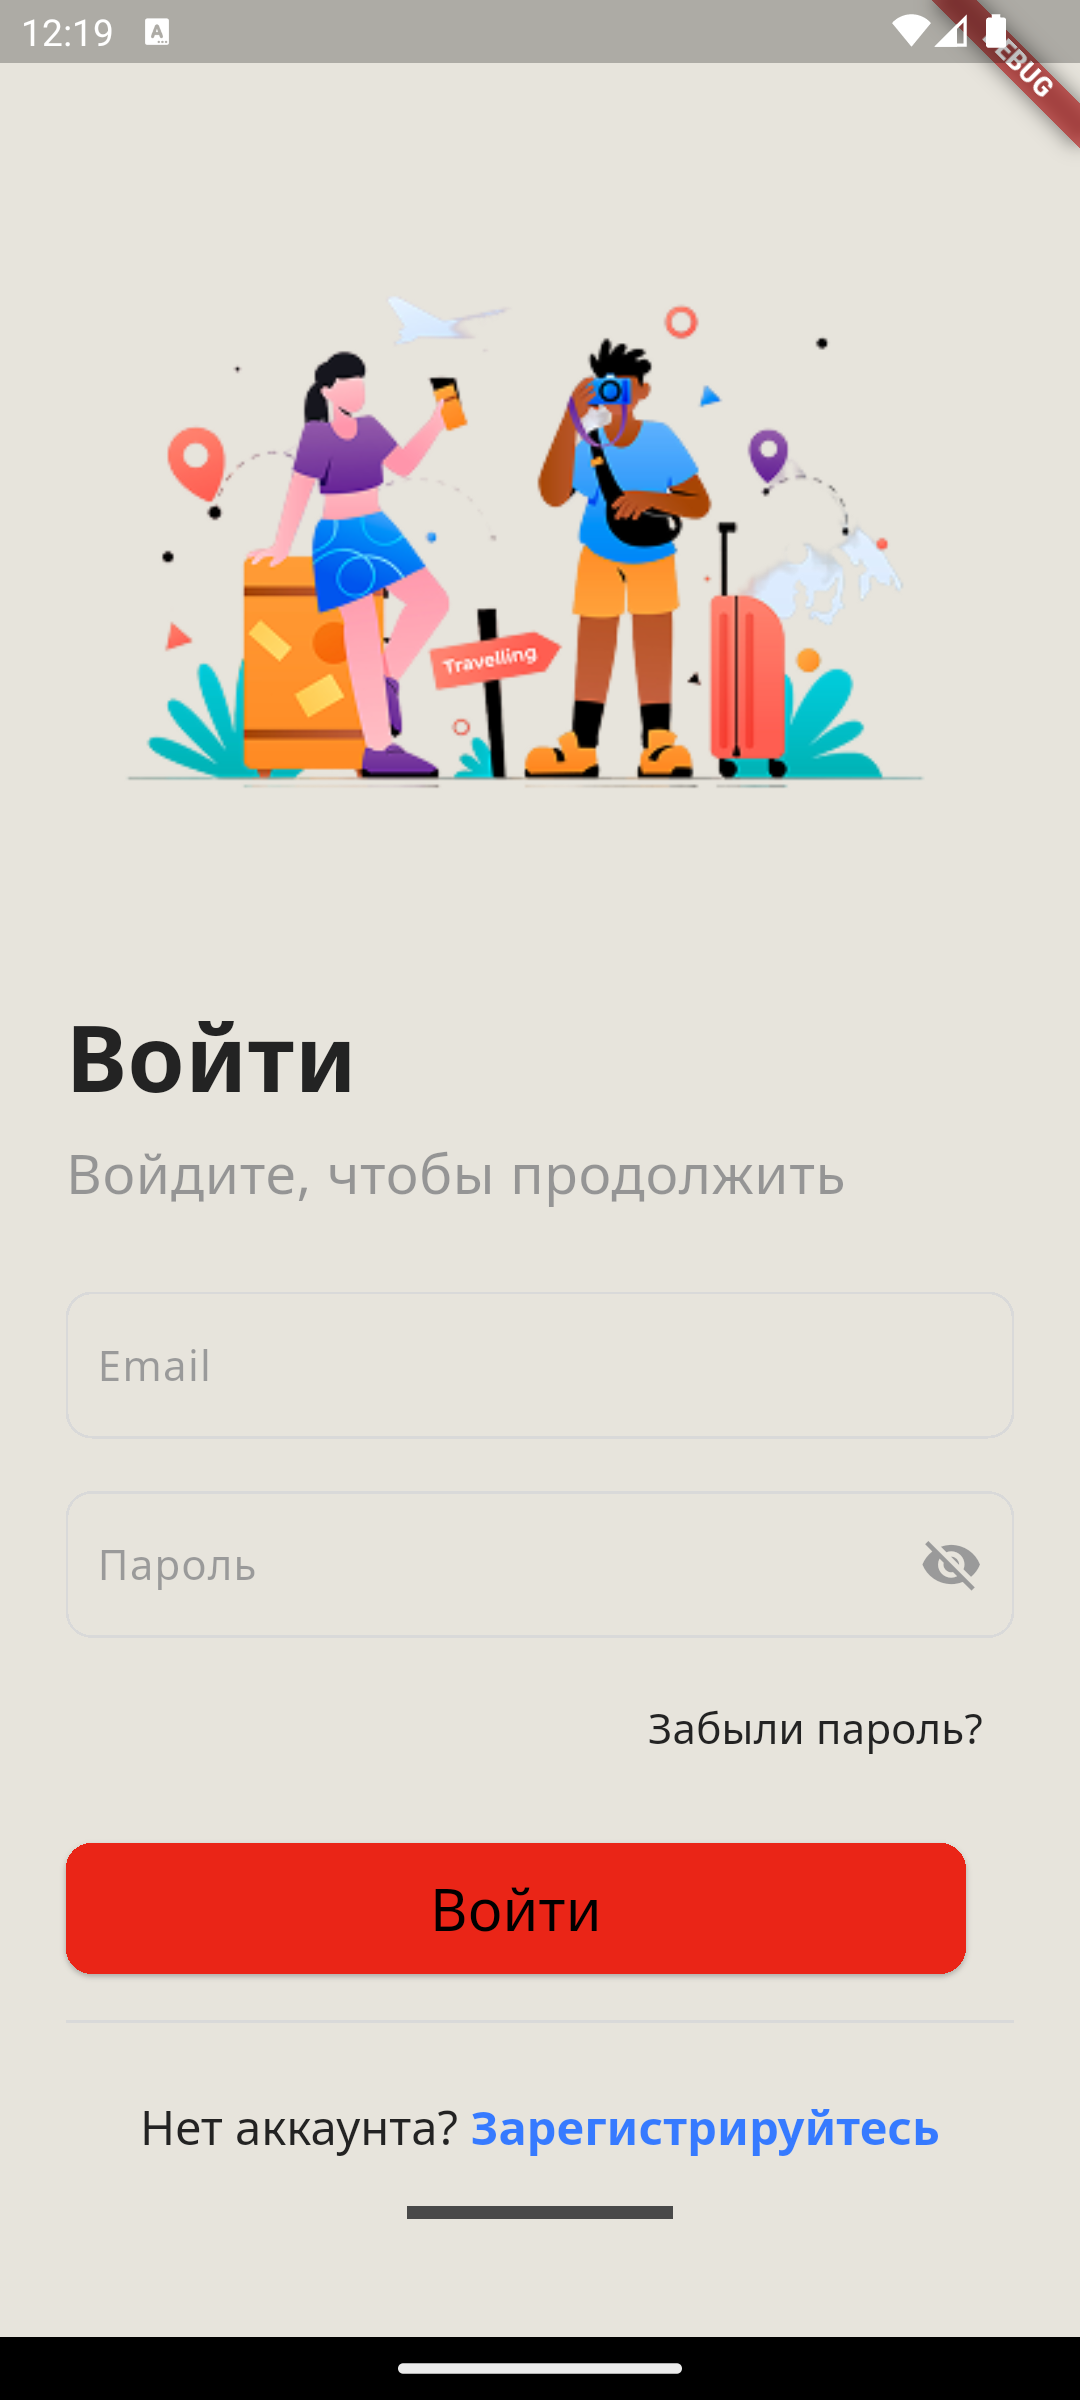 12:19
DEBUG
Travelling
Войти
Войдите, чтобы продолжить
Email
Пароль
Забыли пароль?
Войти
Нет аккаунта? Зарегистрируйтесь